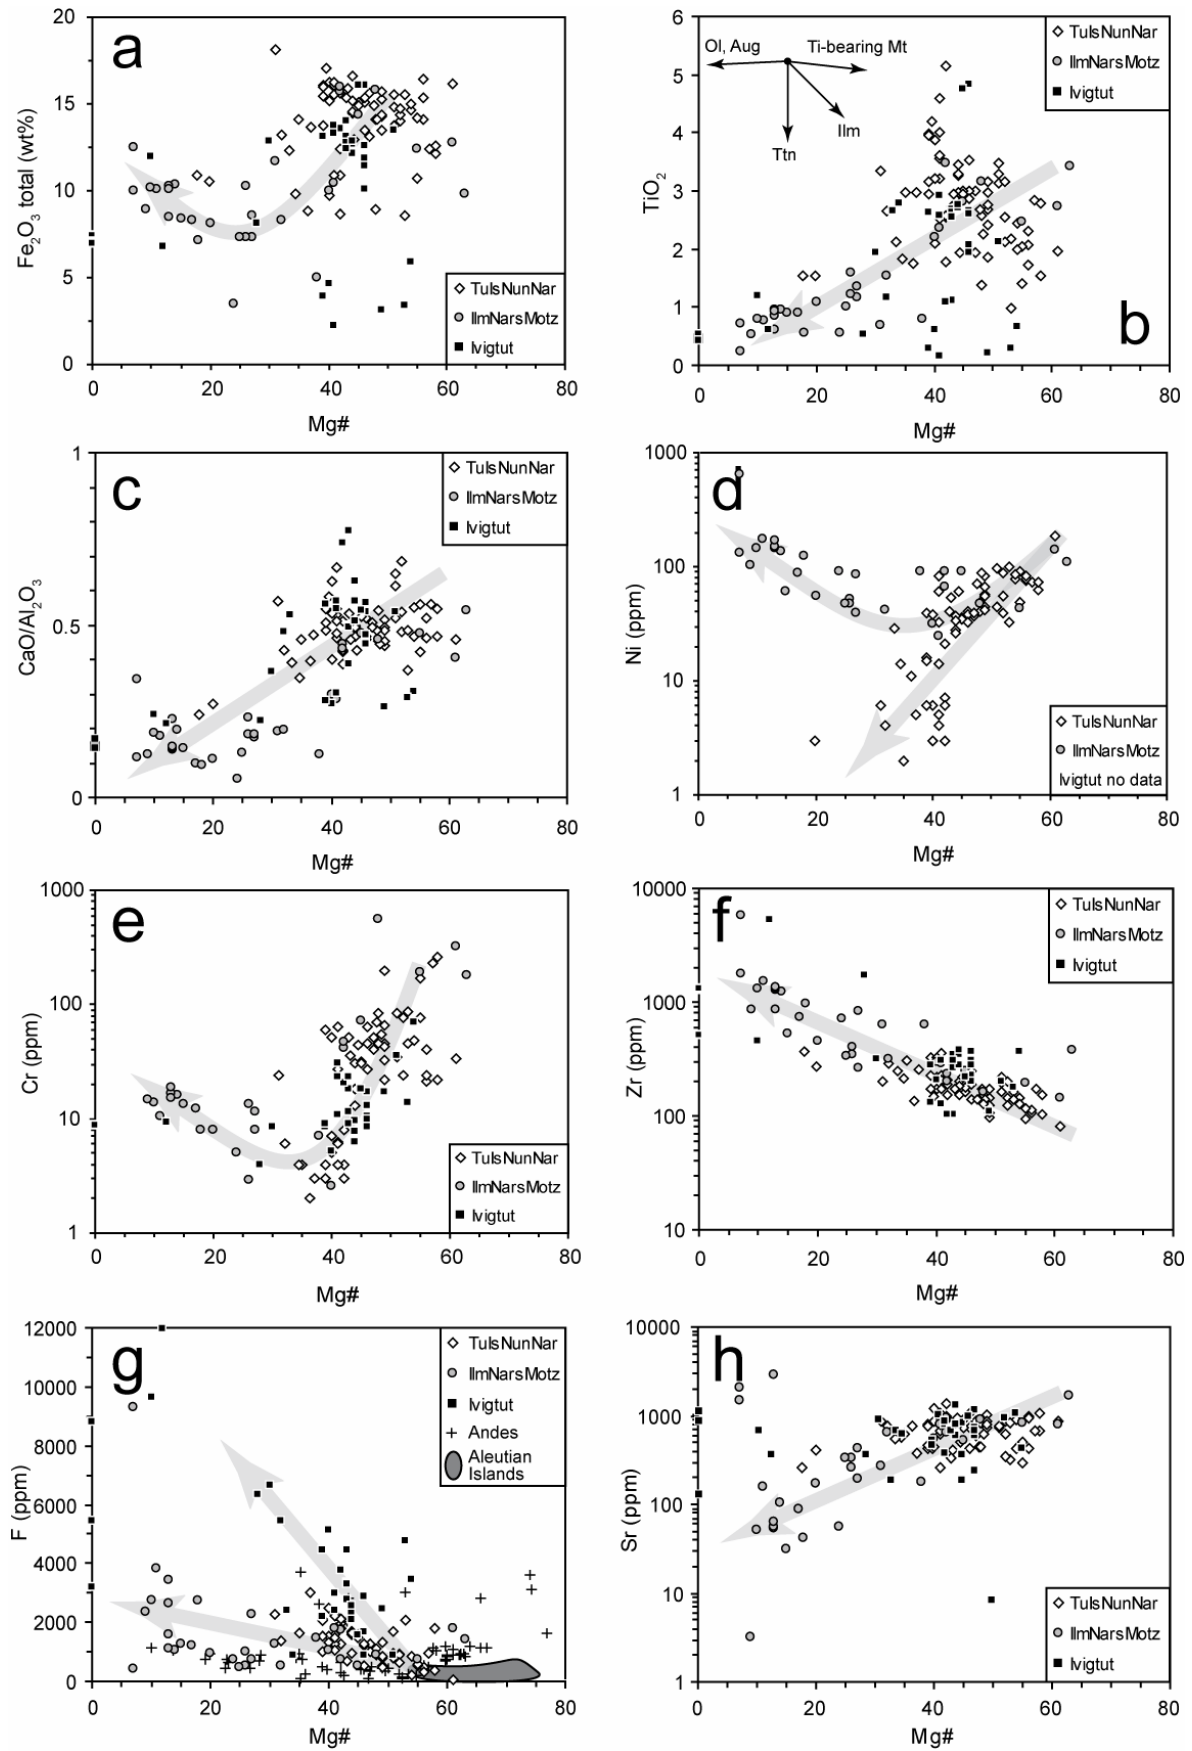 a
20
15
10
5
0
Fe2O3 total (wt%)
TuIsNunNar
IlmNarsMotz
Ivigtut
0 20 40 60 80
Mg#
b
6
5
4
3
2
1
0
TiO2
Ol, Aug
Ti-bearing Mt
Ilm
Ttn
TuIsNunNar
IlmNarsMotz
Ivigtut
0 20 40 60 80
Mg#
c
1
0.5
0
CaO/Al2O3
TuIsNunNar
IlmNarsMotz
Ivigtut
0 20 40 60 80
Mg#
d
1000
100
10
1
Ni (ppm)
TuIsNunNar
IlmNarsMotz
Ivigtut no data
0 20 40 60 80
Mg#
e
1000
100
10
1
Cr (ppm)
TuIsNunNar
IlmNarsMotz
Ivigtut
0 20 40 60 80
Mg#
f
10000
1000
100
10
Zr (ppm)
TuIsNunNar
IlmNarsMotz
Ivigtut
0 20 40 60 80
Mg#
g
12000
10000
8000
6000
4000
2000
0
F (ppm)
TuIsNunNar
IlmNarsMotz
Ivigtut
Andes
Aleutian
Islands
0 20 40 60 80
Mg#
h
10000
1000
100
10
1
Sr (ppm)
TuIsNunNar
IlmNarsMotz
Ivigtut
0 20 40 60 80
Mg#